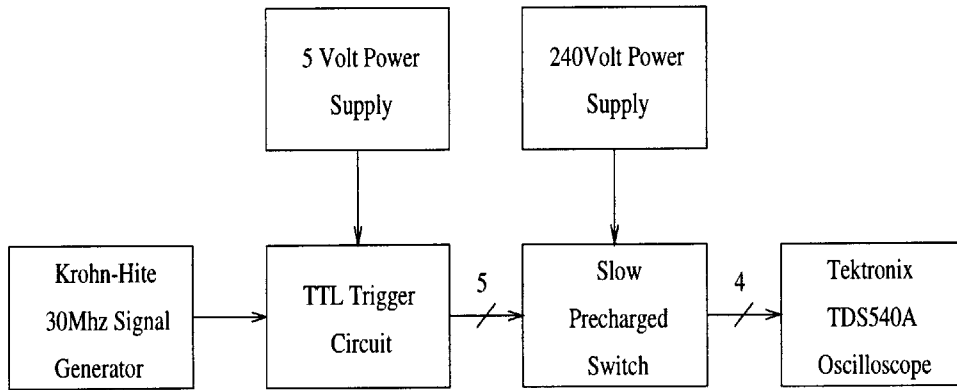 5 Volt Power
Supply
240Volt Power
Supply
Krohn-Hite
30Mhz Signal
Generator
TTL Trigger
Circuit
5
Slow
Precharged
Switch
4
Tektronix
TDS540A
Oscilloscope